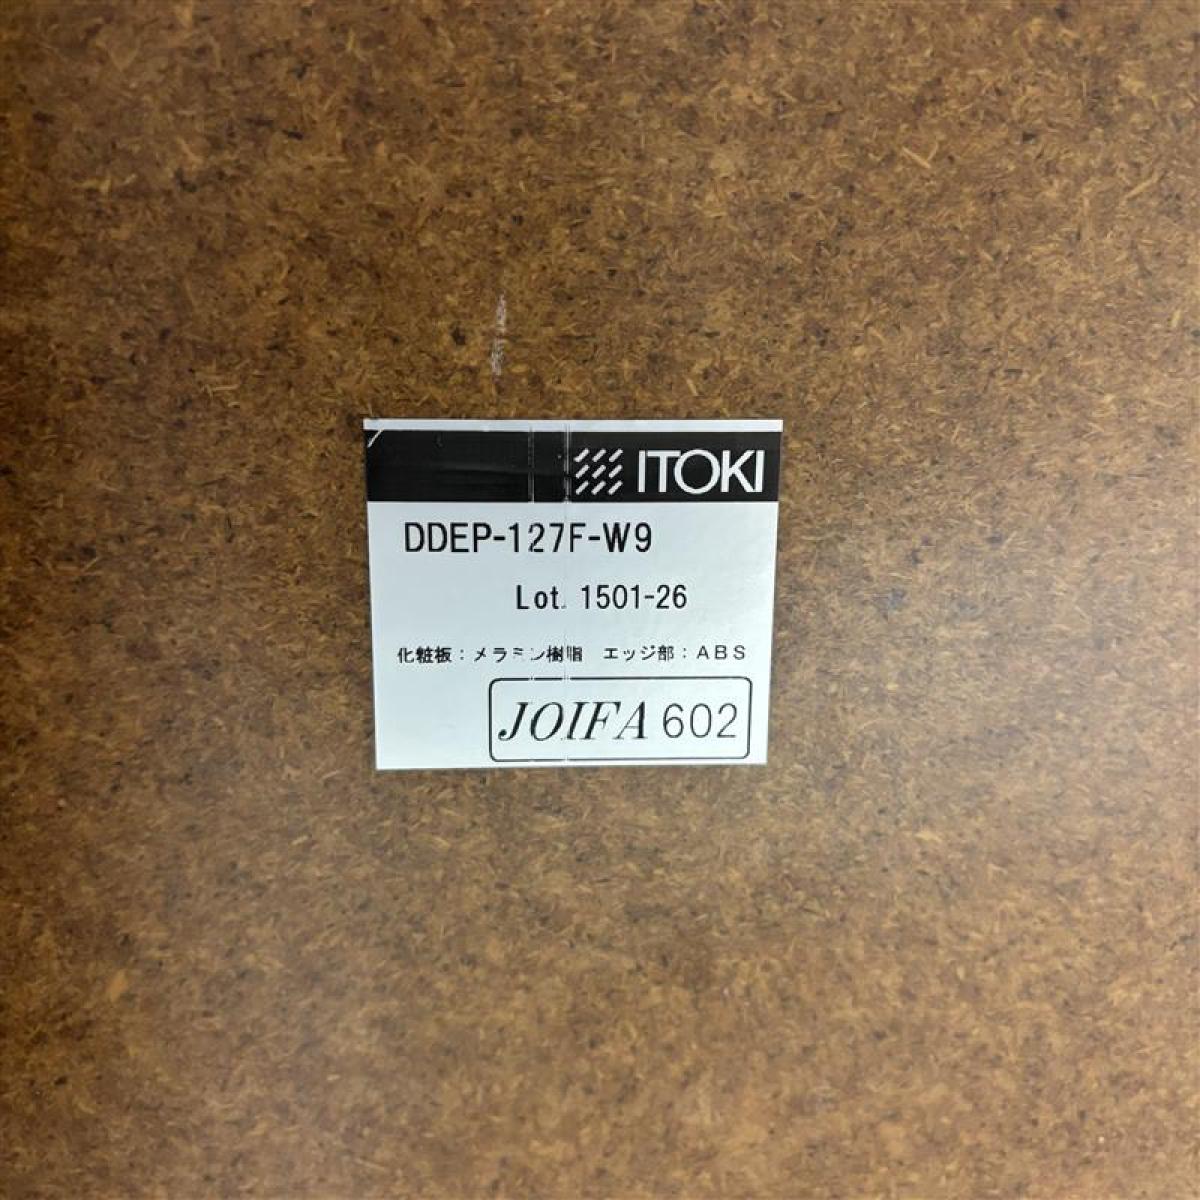 ITOKI
DDEP-127F-W9
Lot. 1501-26
化粧板：メラミン樹脂　エッジ部：ABS
JOIFA 602